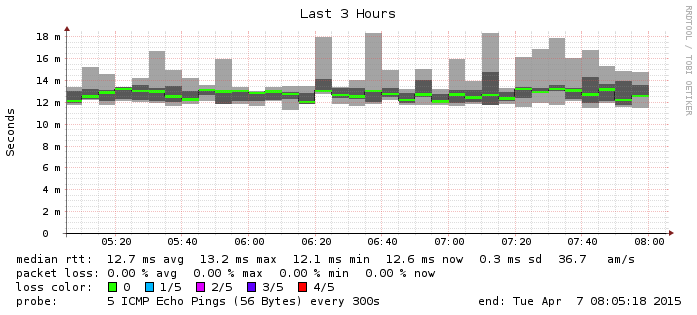 Last 3 Hours
RRDTOOL / TOBI OETIKER
Seconds
18 m
16 m
14 m
12 m
10 m
8 m
6 m
4 m
2 m
0
05:20 05:40 06:00 06:20 06:40 07:00 07:20 07:40 08:00
median rtt: 12.7 ms avg 13.2 ms max 12.1 ms min 12.6 ms now 0.3 ms sd 36.7 am/s
packet loss: 0.00 % avg 0.00 % max 0.00 % min 0.00 % now
loss color: 0 1/5 2/5 3/5 4/5
probe: 5 ICMP Echo Pings (56 Bytes) every 300s end: Tue Apr 7 08:05:18 2015